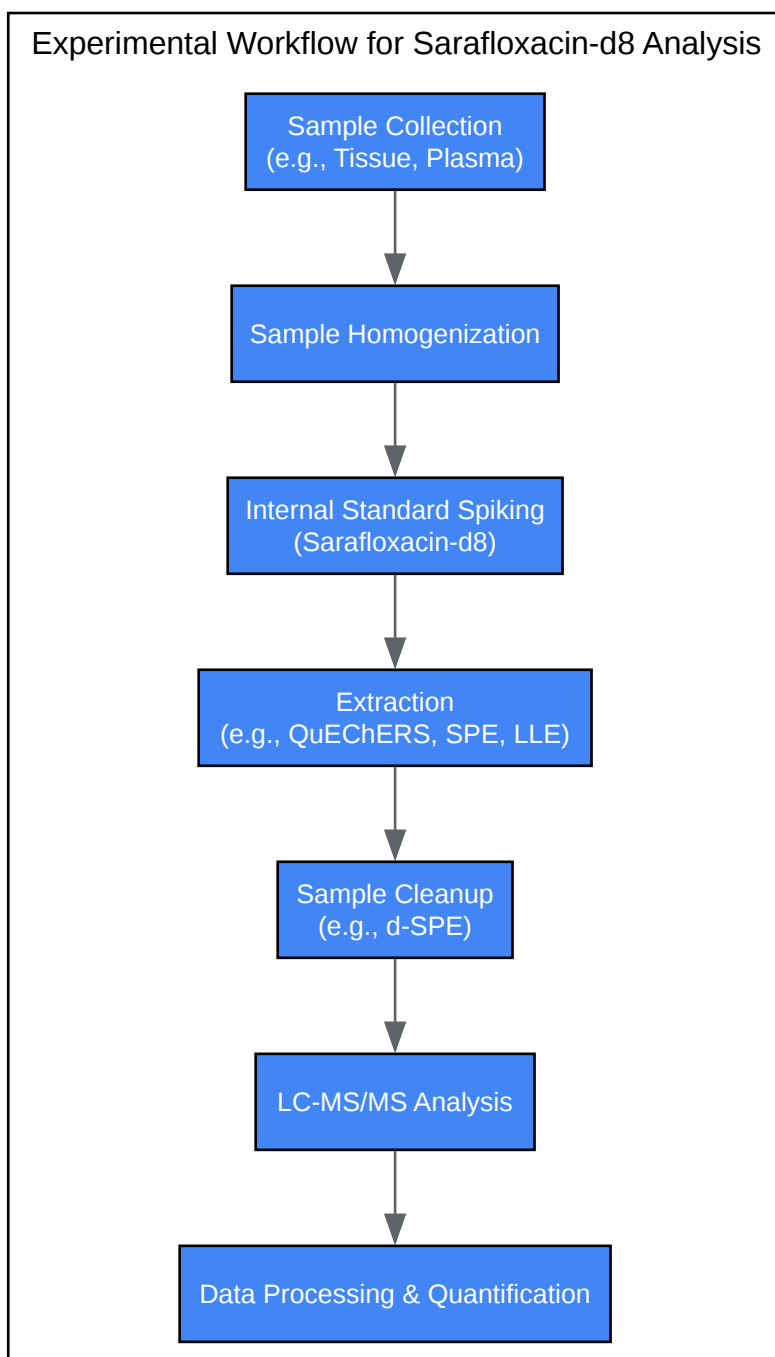 Experimental Workflow for Sarafloxacin-d8 Analysis
Sample Collection
(e.g., Tissue, Plasma)
Sample Homogenization
Internal Standard Spiking
(Sarafloxacin-d8)
Extraction
(e.g., QuEChERS, SPE, LLE)
Sample Cleanup
(e.g., d-SPE)
LC-MS/MS Analysis
Data Processing & Quantification